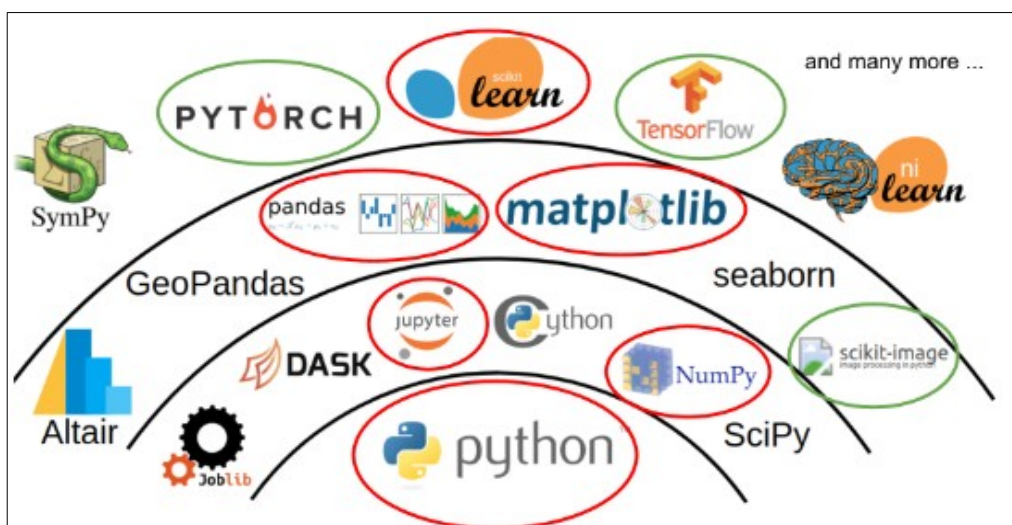 and many more ...
PYTORCH
scikit
learn
TensorFlow
SymPy
pandas
matplotlib
ni
learn
GeoPandas
seaborn
jupyter
Cython
DASK
NumPy
scikit-image
image processing in python
Altair
Joblib
python
SciPy